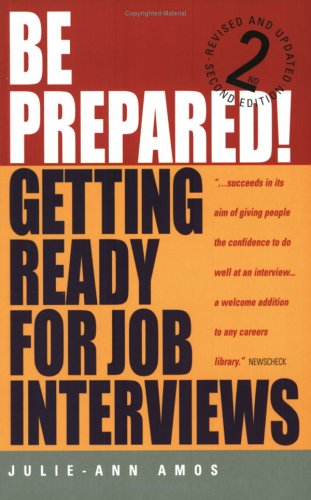 BE
PREPARED!
REVISED AND UPDATED
2ND
SECOND EDITION
GETTING
READY
FOR JOB
INTERVIEWS
"...succeeds in its
aim of giving people
the confidence to do
well at an interview...
a welcome addition
to any careers
library." NEWSCHECK
JULIE-ANN AMOS